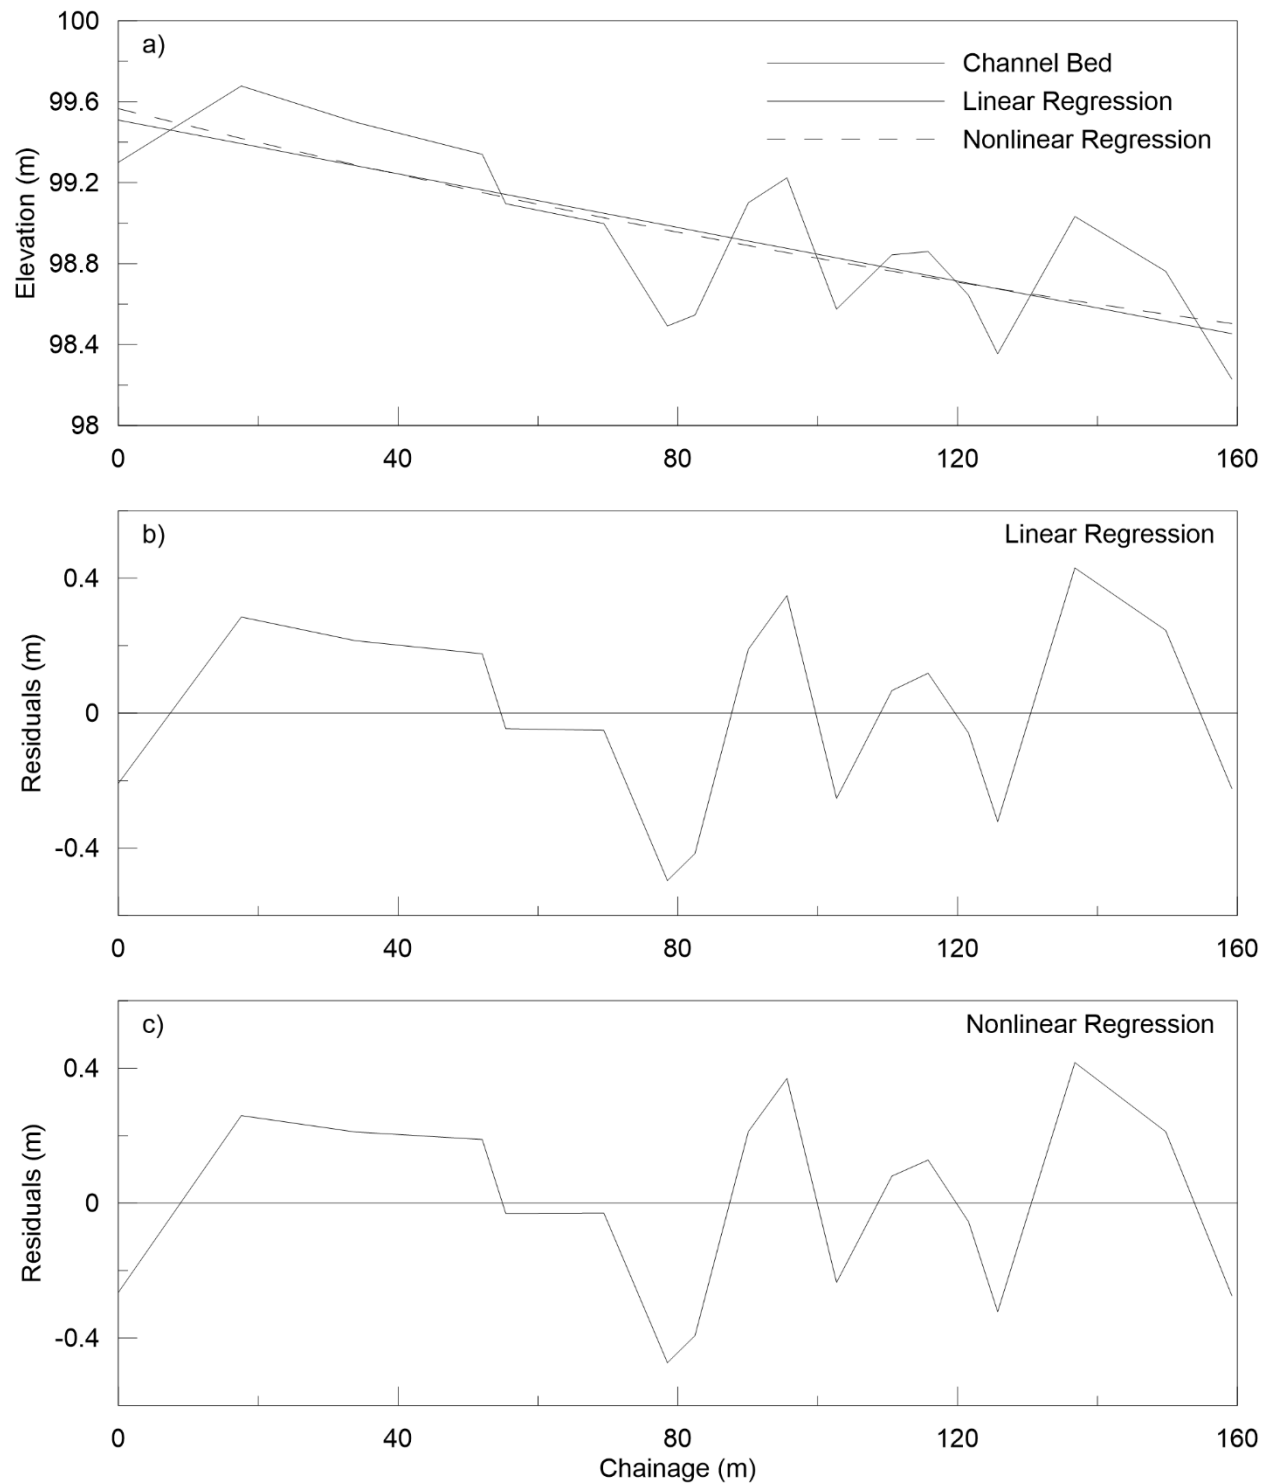 100
a)
Channel Bed
99.6
Linear Regression
Nonlinear Regression
99.2
Elevation (m)
98.8
98.4
98
0 40 80 120 160
b)
Linear Regression
0.4
Residuals (m)
0
-0.4
0 40 80 120 160
c)
Nonlinear Regression
0.4
Residuals (m)
0
-0.4
0 40 80 120 160
Chainage (m)